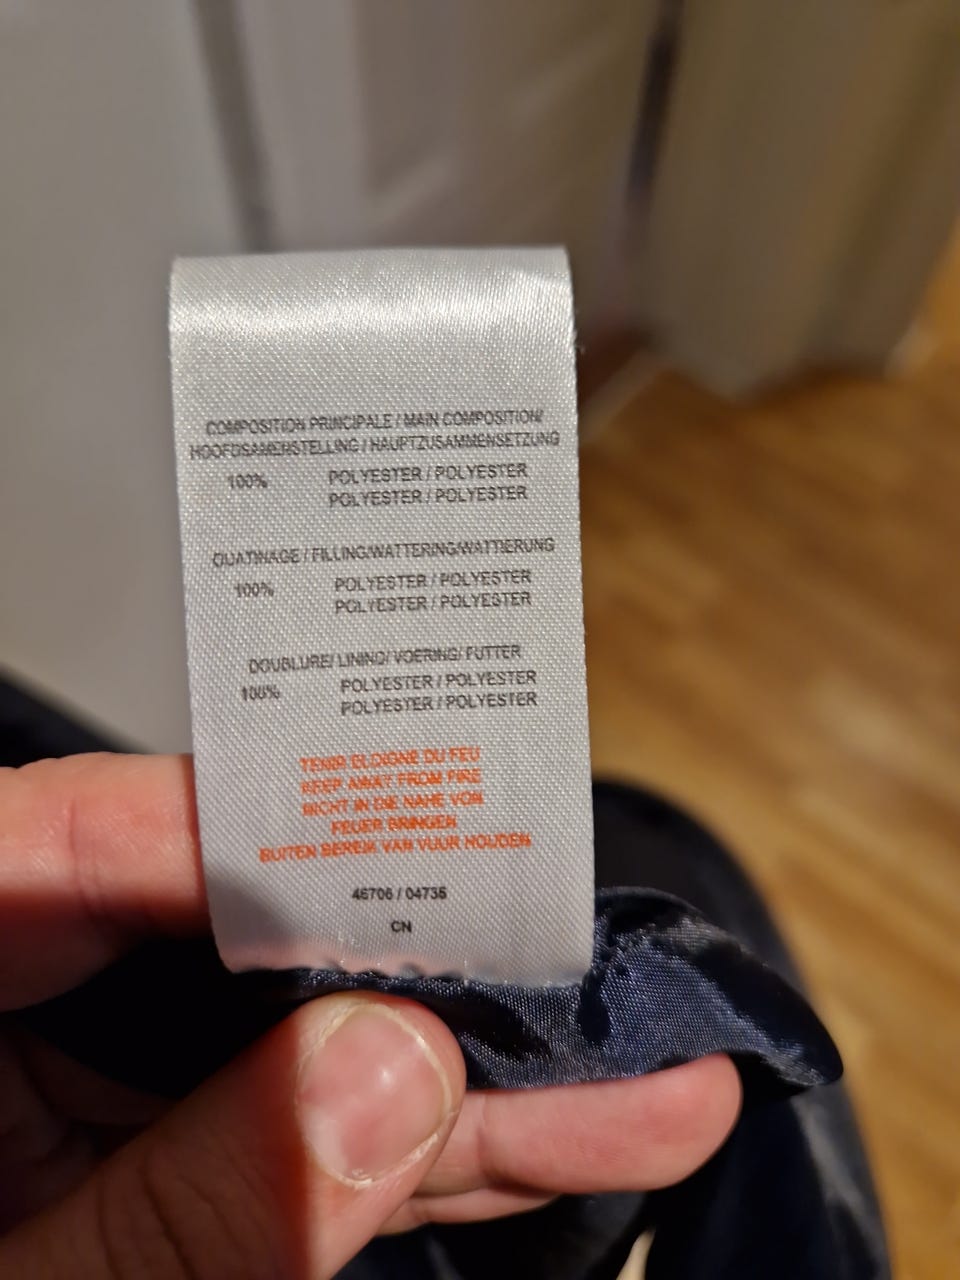 COMPOSITION PRINCIPALE / MAIN COMPOSITION/
HOOFDSAMENSTELLING / HAUPTZUSAMMENSETZUNG
100% POLYESTER / POLYESTER
POLYESTER / POLYESTER
OUATINAGE / FILLING/WATTERING/WATTIERUNG
100% POLYESTER / POLYESTER
POLYESTER / POLYESTER
DOUBLURE/ LINING/ VOERING/ FUTTER
100% POLYESTER / POLYESTER
POLYESTER / POLYESTER
TENIR ELOIGNE DU FEU
KEEP AWAY FROM FIRE
NICHT IN DIE NAHE VON
FEUER BRINGEN
BUITEN BEREIK VAN VUUR HOUDEN
46706 / 04736
CN